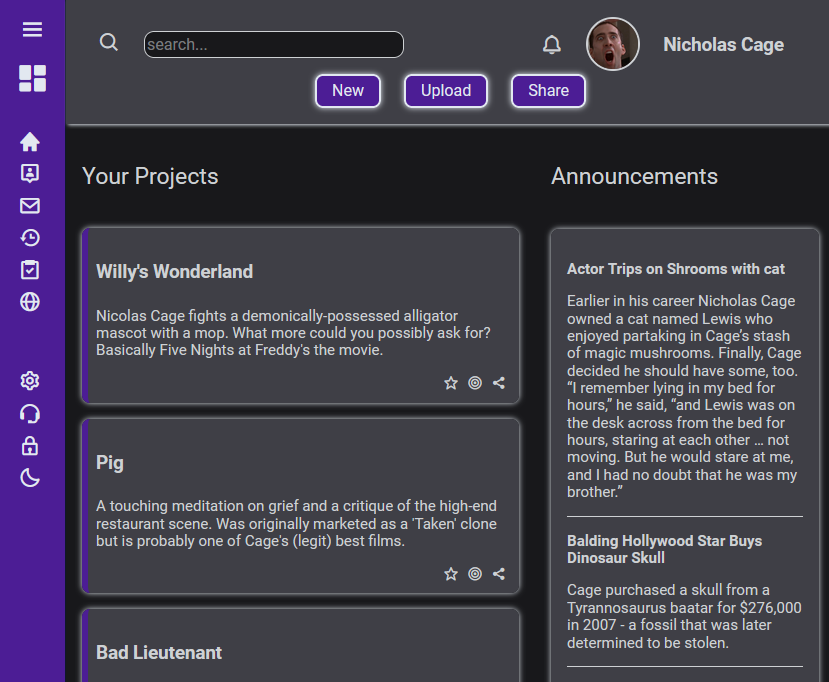 search...
Nicholas Cage
New
Upload
Share
Your Projects
Willy's Wonderland
Nicolas Cage fights a demonically-possessed alligator
mascot with a mop. What more could you possibly ask for?
Basically Five Nights at Freddy's the movie.
Pig
A touching meditation on grief and a critique of the high-end
restaurant scene. Was originally marketed as a 'Taken' clone
but is probably one of Cage's (legit) best films.
Bad Lieutenant
Announcements
Actor Trips on Shrooms with cat
Earlier in his career Nicholas Cage
owned a cat named Lewis who
enjoyed partaking in Cage’s stash
of magic mushrooms. Finally, Cage
decided he should have some, too.
“I remember lying in my bed for
hours,” he said, “and Lewis was on
the desk across from the bed for
hours, staring at each other … not
moving. But he would stare at me,
and I had no doubt that he was my
brother.”
Balding Hollywood Star Buys
Dinosaur Skull
Cage purchased a skull from a
Tyrannosaurus baatar for $276,000
in 2007 - a fossil that was later
determined to be stolen.